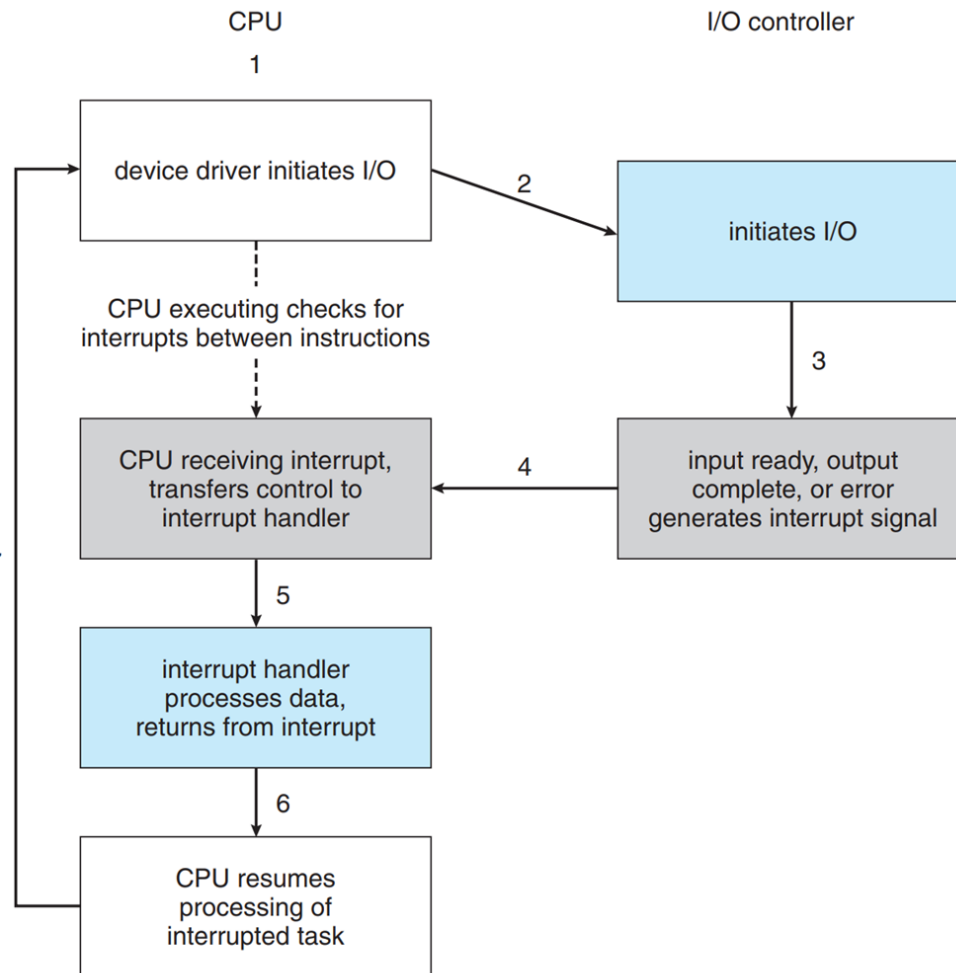 CPU
I/O controller
1
device driver initiates I/O
2
initiates I/O
CPU executing checks for
interrupts between instructions
3
CPU receiving interrupt,
transfers control to
interrupt handler
4
input ready, output
complete, or error
generates interrupt signal
5
interrupt handler
processes data,
returns from interrupt
6
CPU resumes
processing of
interrupted task